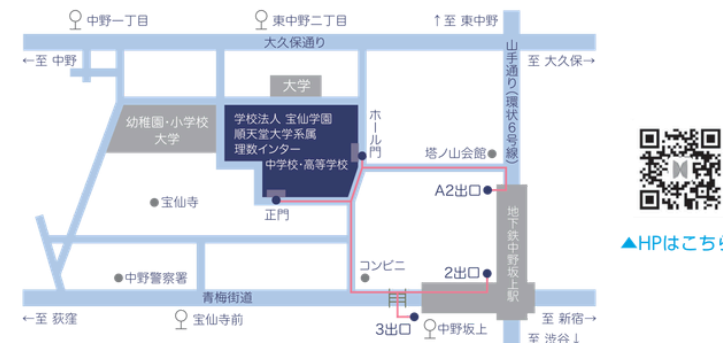 中野一丁目
東中野二丁目
↑至 東中野
大久保通り
←至 中野
至 大久保→
山手通り(環状6号線)
大学
幼稚園・小学校
大学
学校法人 宝仙学園
順天堂大学系属
理数インター
中学校・高等学校
ホール門
塔ノ山会館
A2出口
宝仙寺
正門
地下鉄中野坂上駅
▲HPはこちら
コンビニ
2出口
中野警察署
青梅街道
←至 荻窪
宝仙寺前
3出口
中野坂上
至 新宿→
至 渋谷↓